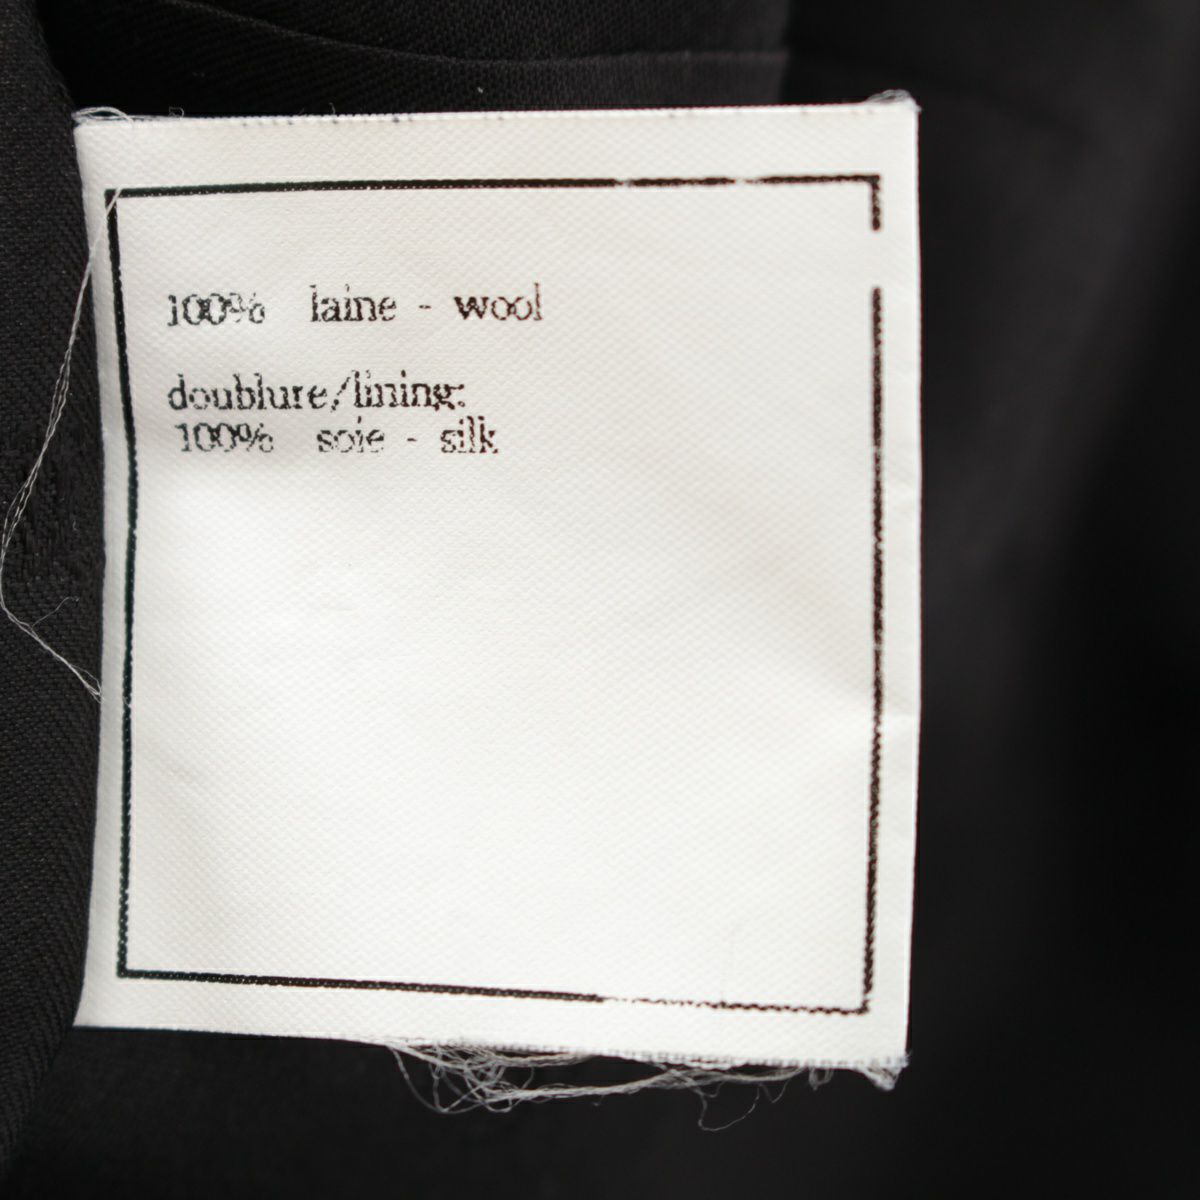 100% laine - wool
doublure/lining:
100% soie - silk